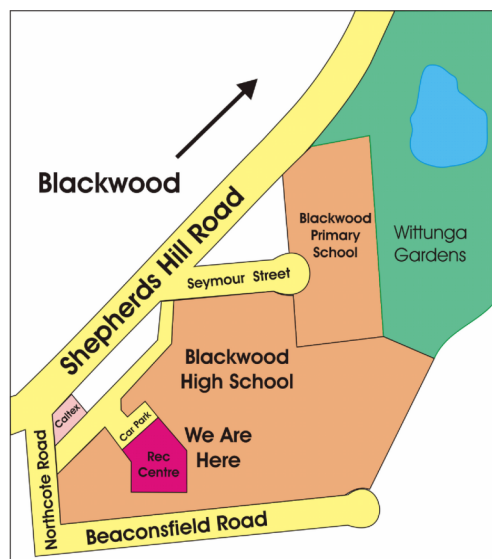 Blackwood
Shepherds Hill Road
Blackwood
Primary
School
Wittunga
Gardens
Seymour Street
Blackwood
High School
Caltex
Car Park
We Are
Here
Rec
Centre
Northcote Road
Beaconsfield Road